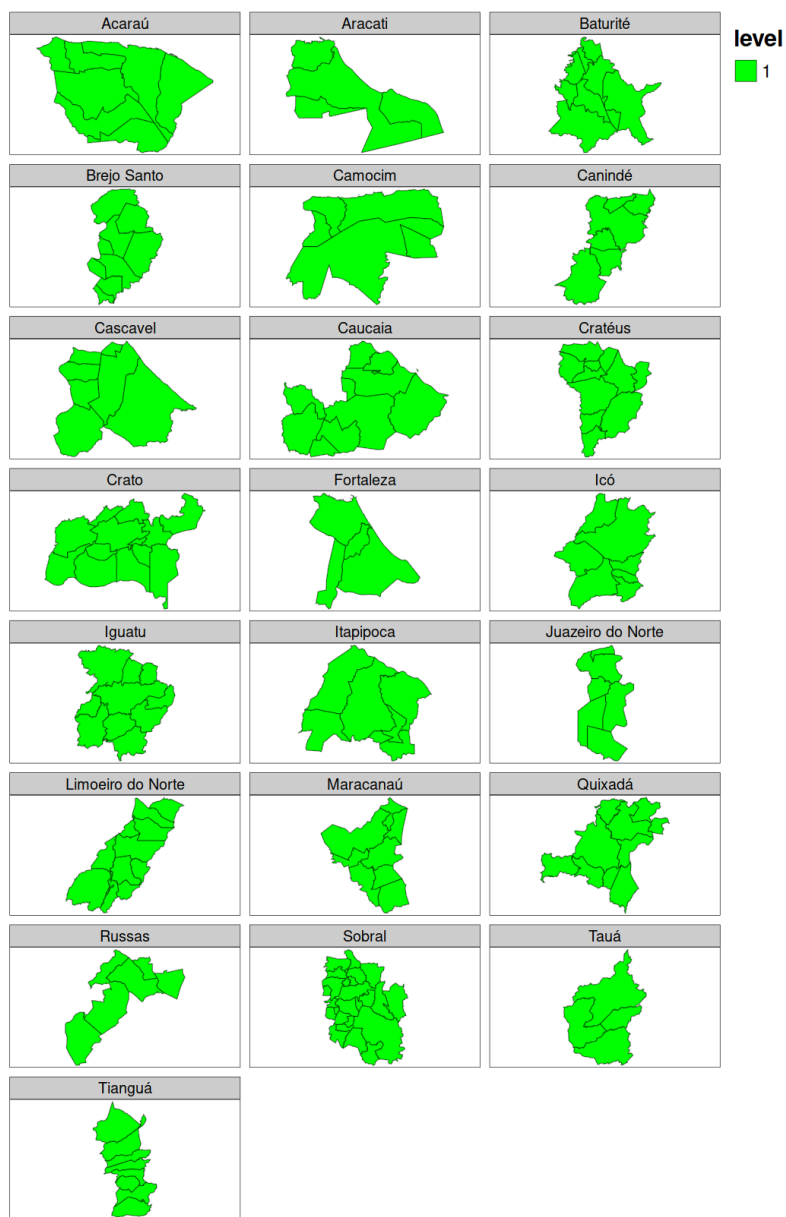 Acaraú
Aracati
Baturité
level
1
Brejo Santo
Camocim
Canindé
Cascavel
Caucaia
Cratéus
Crato
Fortaleza
Icó
Iguatu
Itapipoca
Juazeiro do Norte
Limoeiro do Norte
Maracanaú
Quixadá
Russas
Sobral
Tauá
Tianguá